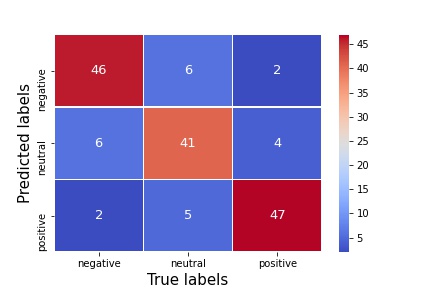 Predicted labels
negative
neutral
positive
46 6 2
6 41 4
2 5 47
negative neutral positive
True labels
45
40
35
30
25
20
15
10
5